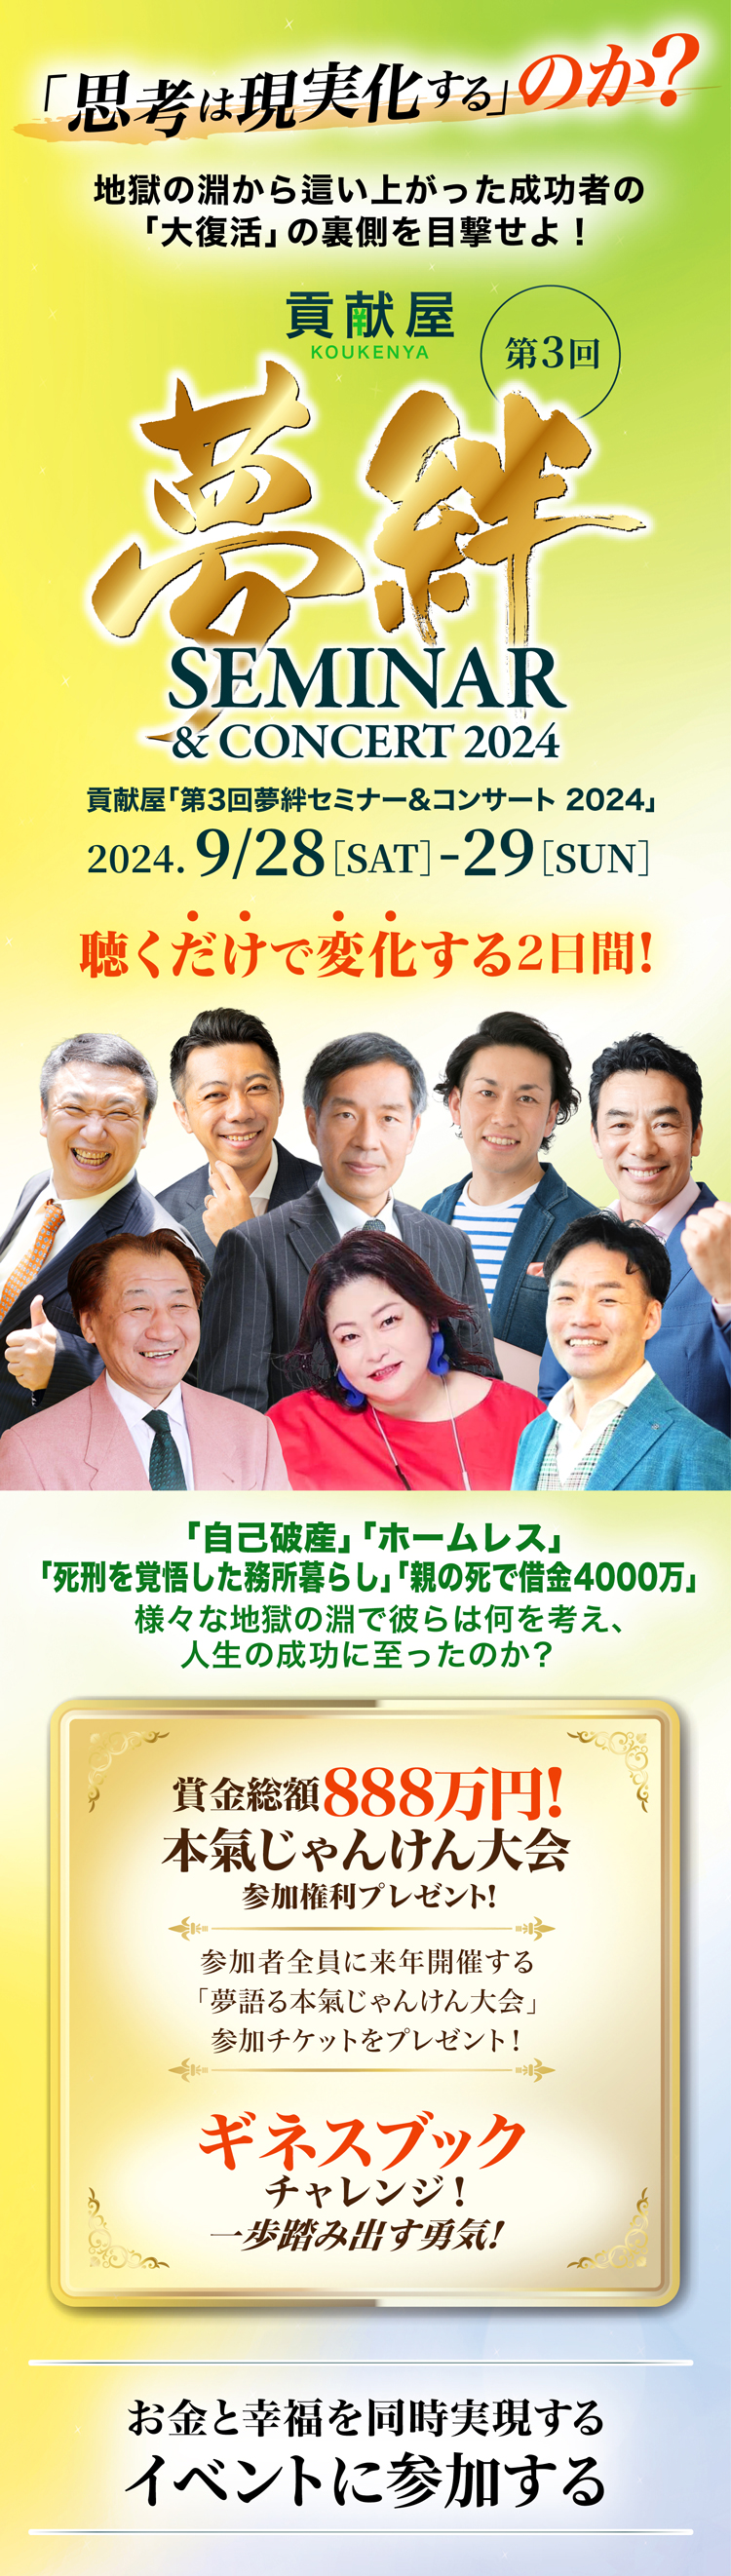 「思考は現実化する」のか?
地獄の淵から這い上がった成功者の
「大復活」の裏側を目撃せよ！
貢献屋
KOUKENYA
第3回
夢絆
SEMINAR
& CONCERT 2024
貢献屋「第3回夢絆セミナー&コンサート 2024」
2024. 9/28［SAT］-29［SUN］
聴くだけで変化する2日間!
「自己破産」「ホームレス」
「死刑を覚悟した務所暮らし」「親の死で借金4000万」
様々な地獄の淵で彼らは何を考え、
人生の成功に至ったのか?
賞金総額888万円!
本氣じゃんけん大会
参加権利プレゼント!
参加者全員に来年開催する
「夢語る本氣じゃんけん大会」
参加チケットをプレゼント！
ギネスブック
チャレンジ！
一歩踏み出す勇気!
お金と幸福を同時実現する
イベントに参加する